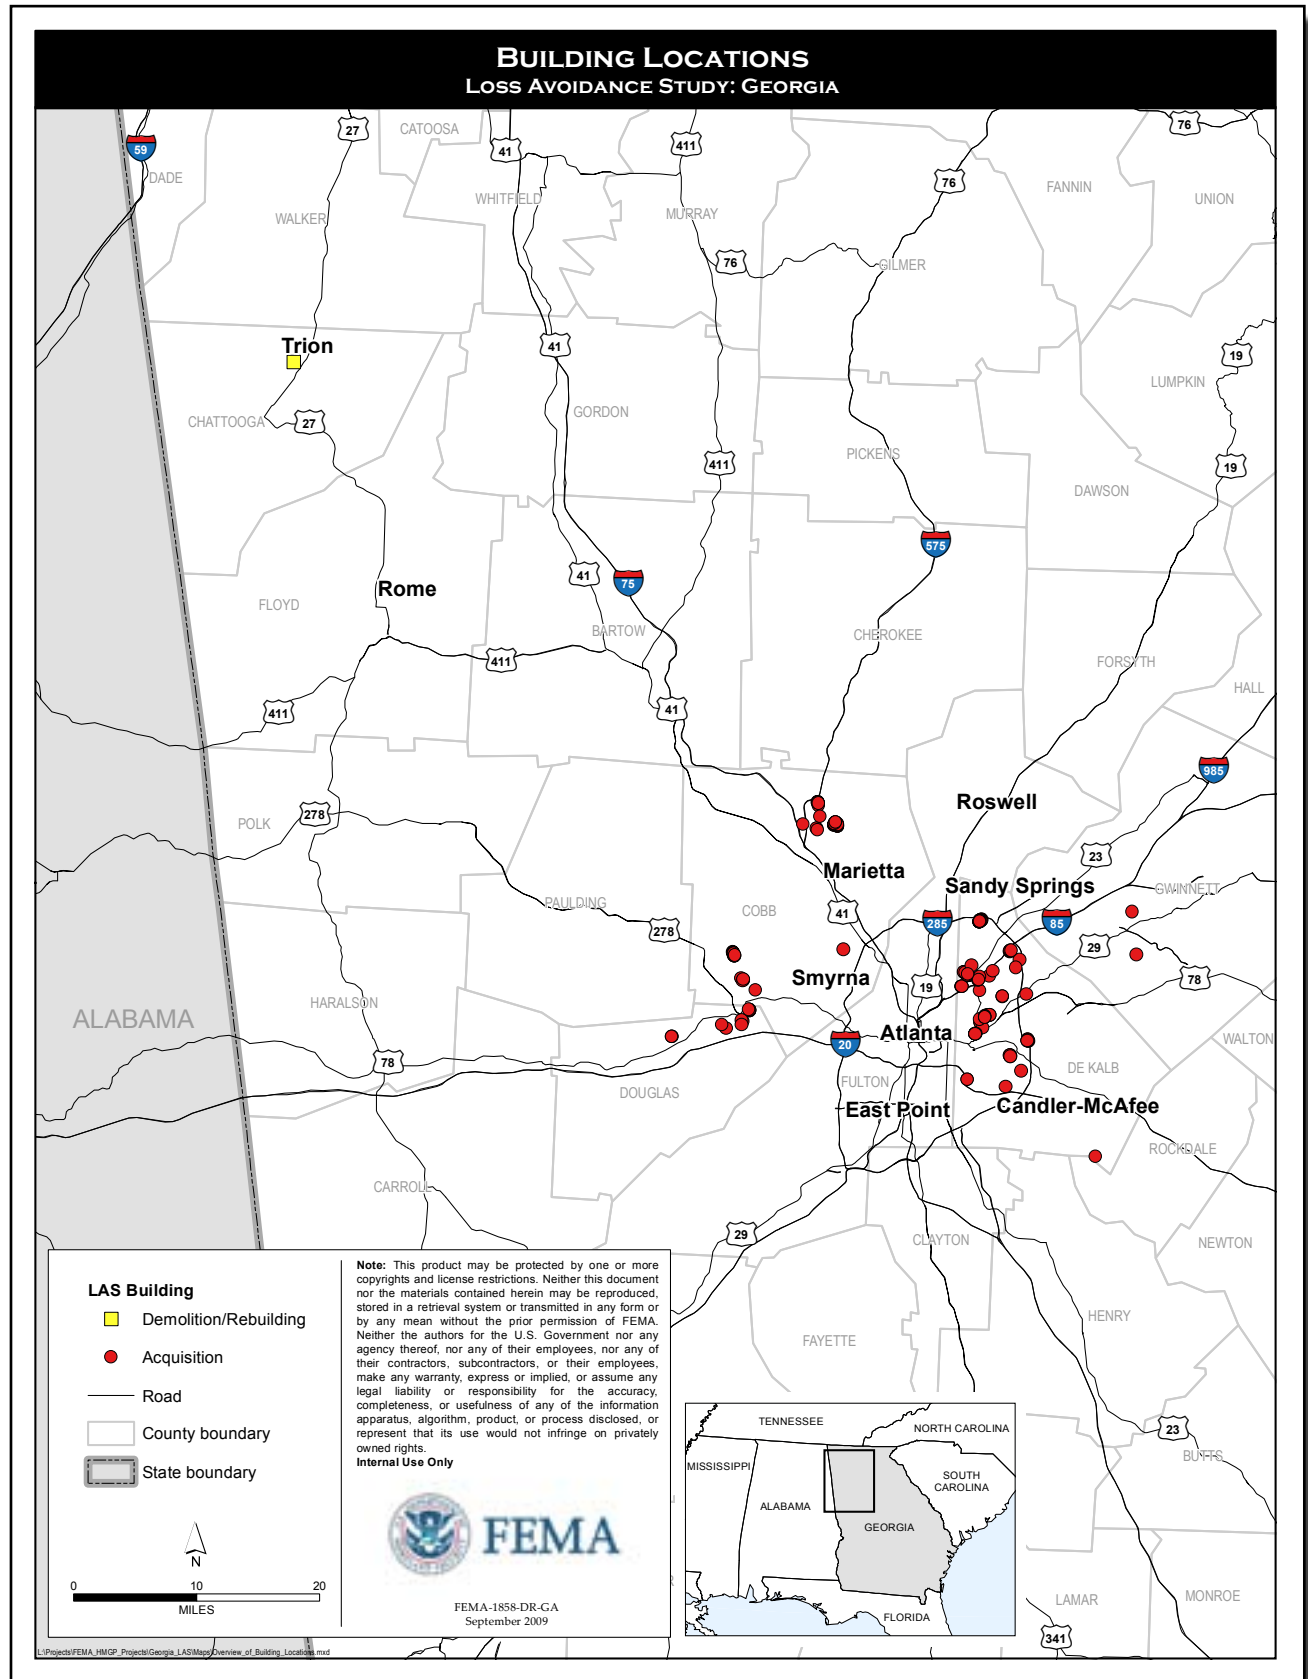 BUILDING LOCATIONS
LOSS AVOIDANCE STUDY: GEORGIA
27
CATOOSA
41
411
76
59
DADE
76
FANNIN
WHITFIELD
UNION
WALKER
MURRAY
76
GILMER
Trion
41
19
LUMPKIN
CHATTOOGA
27
GORDON
PICKENS
411
19
DAWSON
575
41
75
Rome
FLOYD
BARTOW
CHEROKEE
411
FORSYTH
HALL
411
41
985
Roswell
278
POLK
23
Marietta
Sandy Springs
GWINNETT
PAULDING
COBB
41
285
85
278
29
Smyrna
78
19
HARALSON
ALABAMA
Atlanta
20
WALTON
78
DE KALB
FULTON
DOUGLAS
East Point
Candler-McAfee
ROCKDALE
CARROLL
29
CLAYTON
NEWTON
HENRY
FAYETTE
23
BUTTS
LAMAR
MONROE
341
LAS Building
Demolition/Rebuilding
Acquisition
Road
County boundary
State boundary
N
0 10 20
MILES
Note: This product may be protected by one or more
copyrights and license restrictions. Neither this document
nor the materials contained herein may be reproduced,
stored in a retrieval system or transmitted in any form or
by any mean without the prior permission of FEMA.
Neither the authors for the U.S. Government nor any
agency thereof, nor any of their employees, nor any of
their contractors, subcontractors, or their employees,
make any warranty, express or implied, or assume any
legal liability or responsibility for the accuracy,
completeness, or usefulness of any of the information
apparatus, algorithm, product, or process disclosed, or
represent that its use would not infringe on privately
owned rights.
Internal Use Only
FEMA
FEMA-1858-DR-GA
September 2009
TENNESSEE
NORTH CAROLINA
MISSISSIPPI
SOUTH
CAROLINA
ALABAMA
GEORGIA
FLORIDA
L:\Projects\FEMA_HMGP_Projects\Georgia_LAS\Maps\Overview_of_Building_Locations.mxd